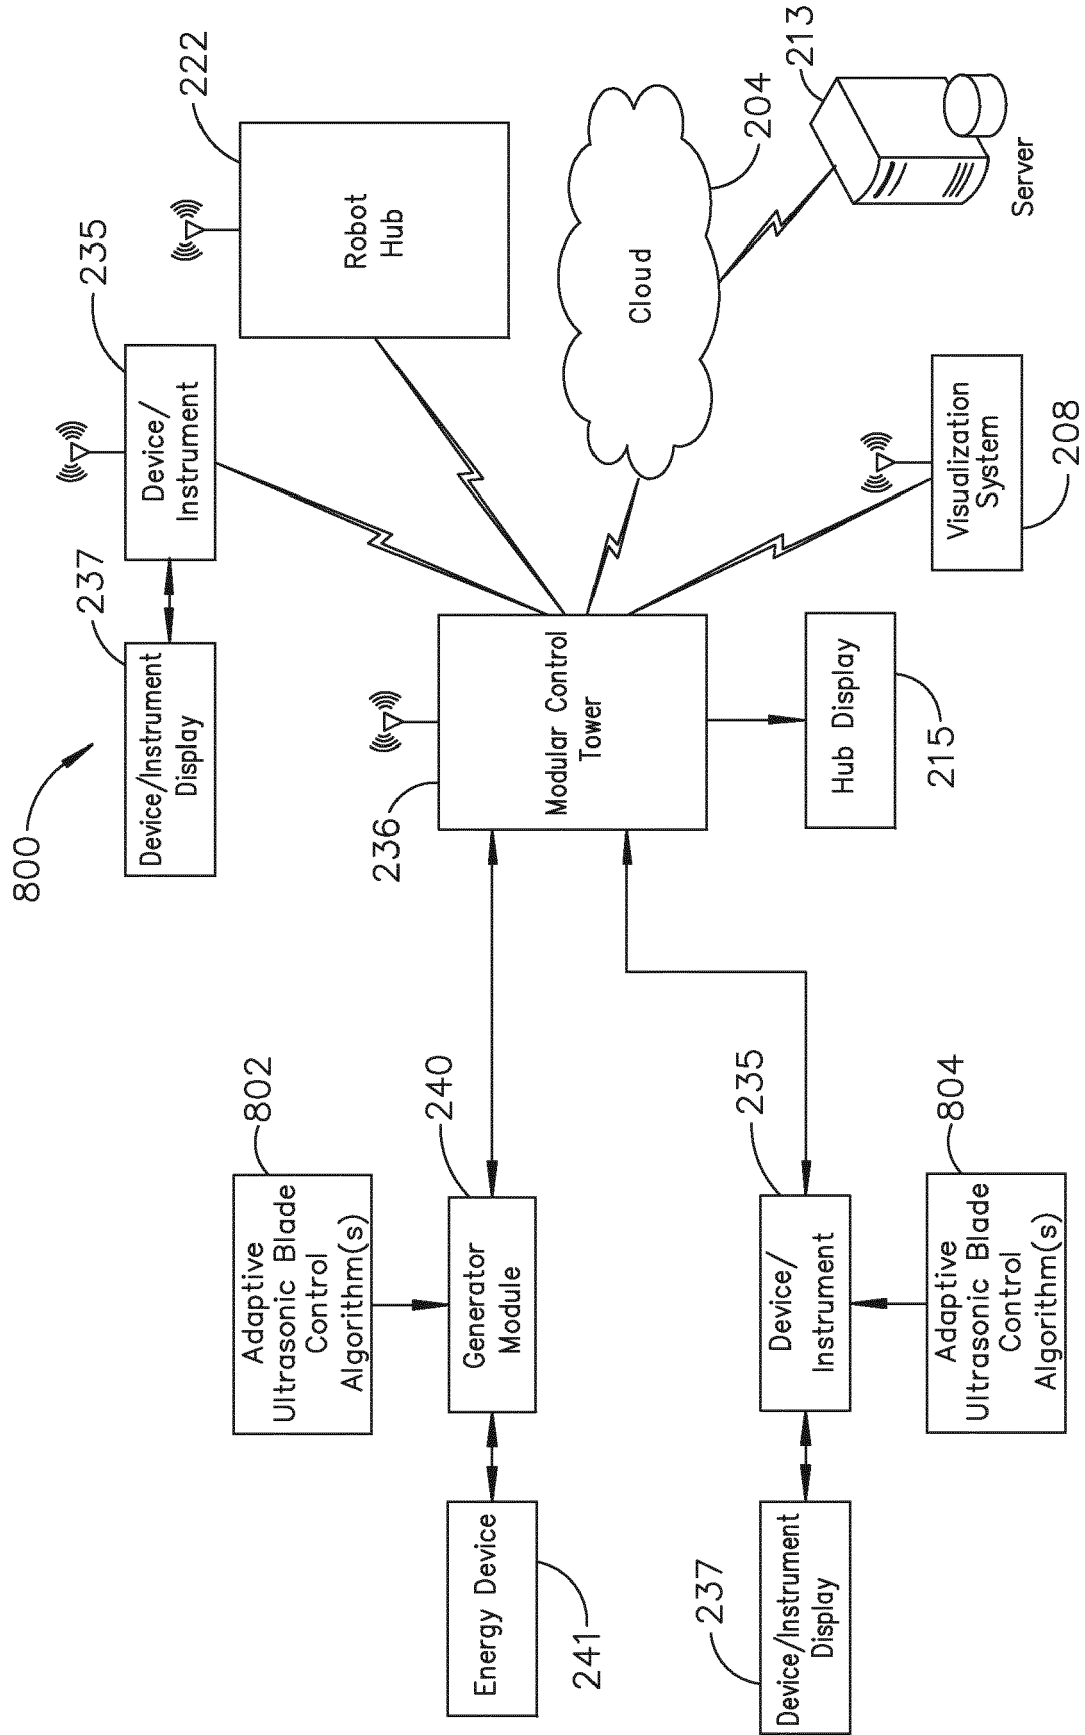 800
237
Device/Instrument
Display
235
Device/
Instrument
222
Robot
Hub
236
Modular Control
Tower
Cloud
204
213
Server
Visualization
System
208
Hub Display
215
802
Adaptive
Ultrasonic Blade
Control
Algorithm(s)
240
Generator
Module
Energy Device
241
235
Device/
Instrument
237
Device/Instrument
Display
804
Adaptive
Ultrasonic Blade
Control
Algorithm(s)